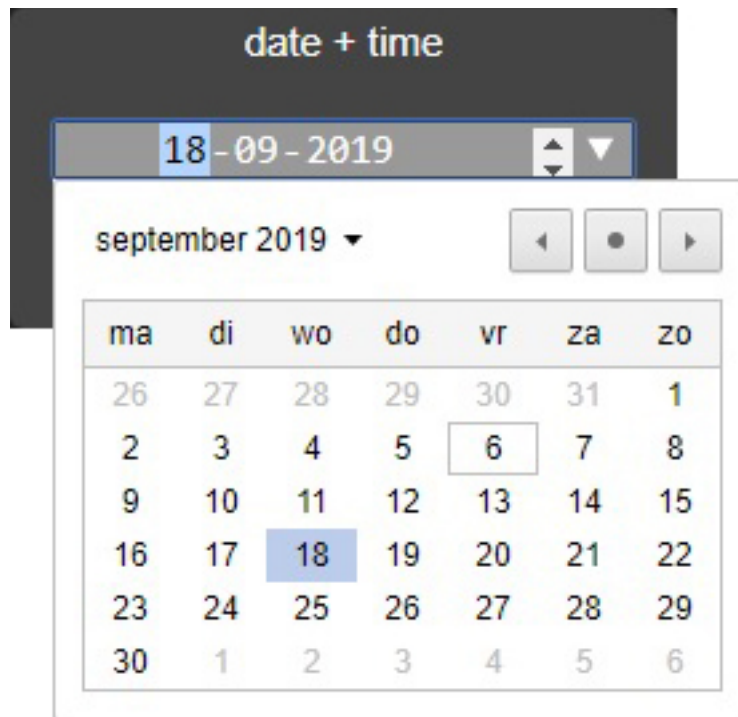 date + time
18-09-2019
september 2019
ma di wo do vr za zo
26 27 28 29 30 31 1
2 3 4 5 6 7 8
9 10 11 12 13 14 15
16 17 18 19 20 21 22
23 24 25 26 27 28 29
30 1 2 3 4 5 6